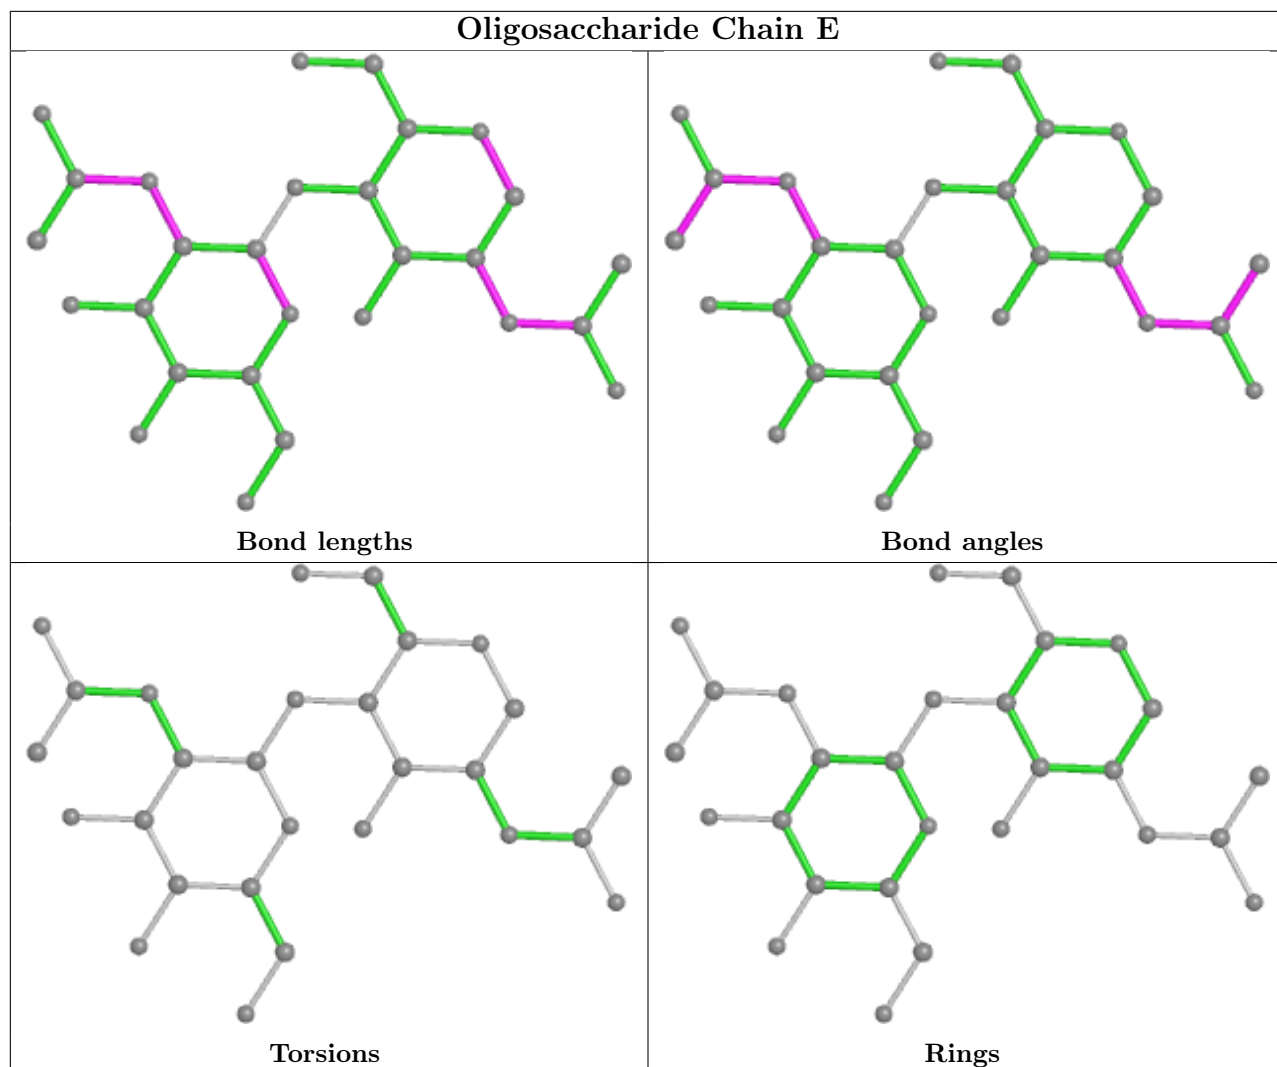 Oligosaccharide Chain E
Bond lengths
Bond angles
Torsions
Rings